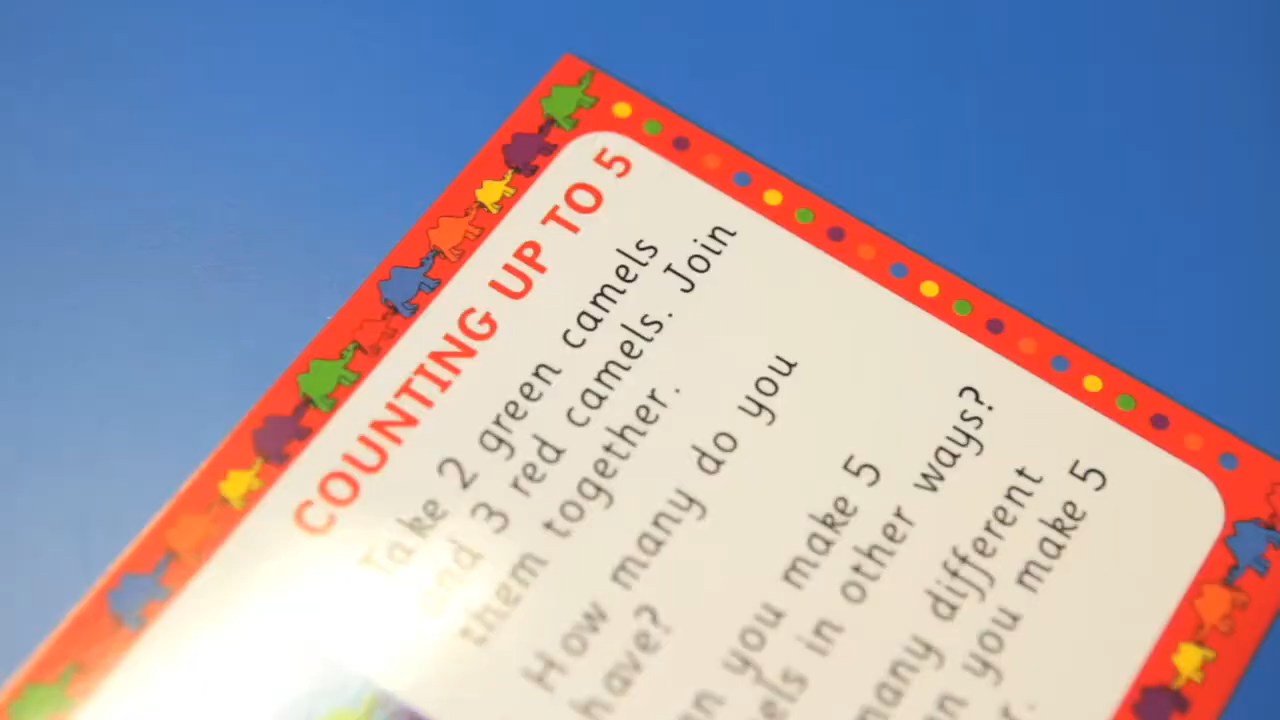 COUNTING UP TO 5
Take 2 green camels
and 3 red camels. Join
them together.
How many do you
have?
you make 5
in other ways?
many different
you make 5